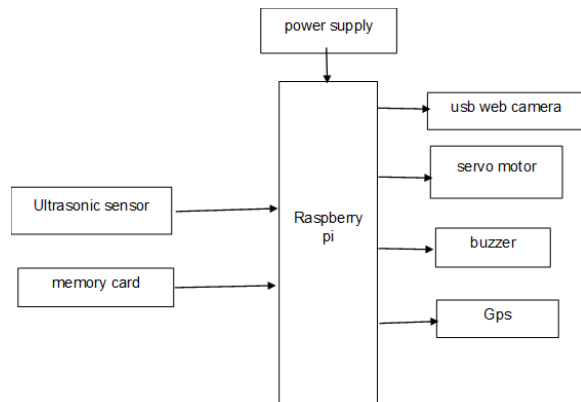 power supply
usb web camera
servo motor
Ultrasonic sensor
Raspberry
pi
buzzer
memory card
Gps